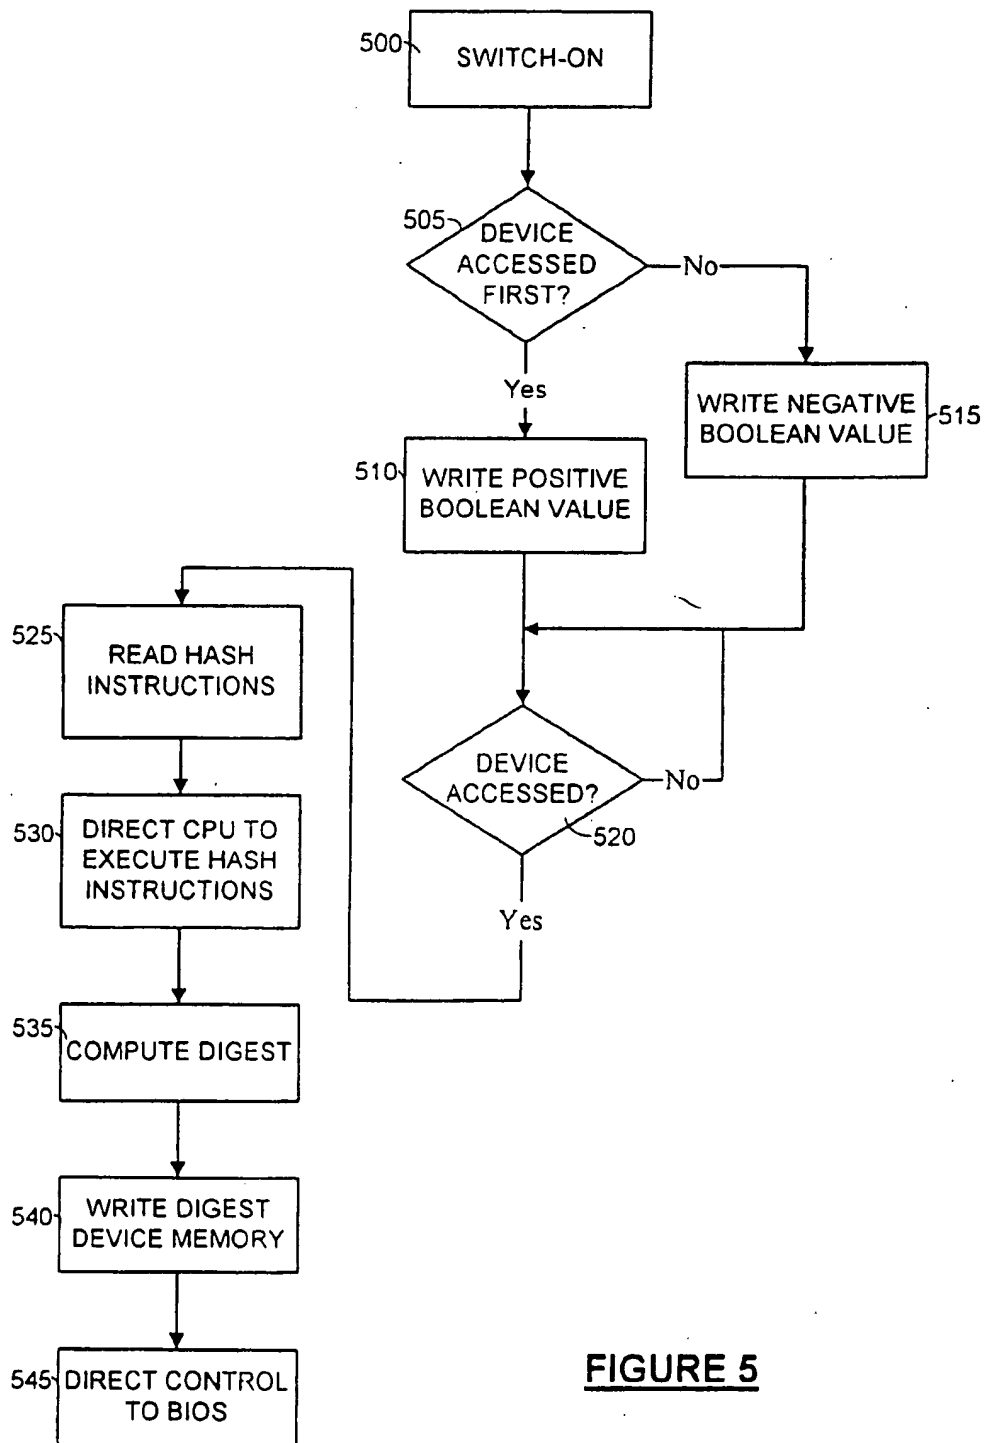 500
SWITCH-ON
505
DEVICE
ACCESSED
FIRST?
No
Yes
WRITE NEGATIVE
BOOLEAN VALUE
515
510
WRITE POSITIVE
BOOLEAN VALUE
520
DEVICE
ACCESSED?
No
Yes
525
READ HASH
INSTRUCTIONS
530
DIRECT CPU TO
EXECUTE HASH
INSTRUCTIONS
535
COMPUTE DIGEST
540
WRITE DIGEST
DEVICE MEMORY
545
DIRECT CONTROL
TO BIOS
FIGURE 5